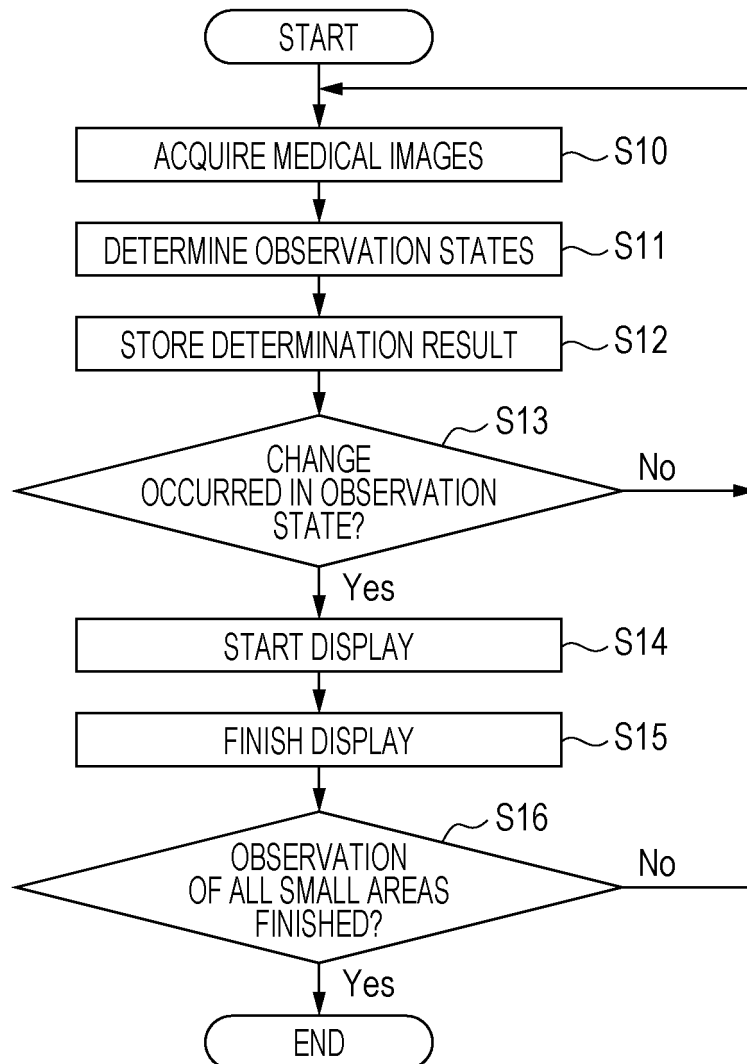 START
ACQUIRE MEDICAL IMAGES
S10
DETERMINE OBSERVATION STATES
S11
STORE DETERMINATION RESULT
S12
S13
CHANGE
OCCURRED IN OBSERVATION
STATE?
No
Yes
START DISPLAY
S14
FINISH DISPLAY
S15
S16
OBSERVATION
OF ALL SMALL AREAS
FINISHED?
No
Yes
END